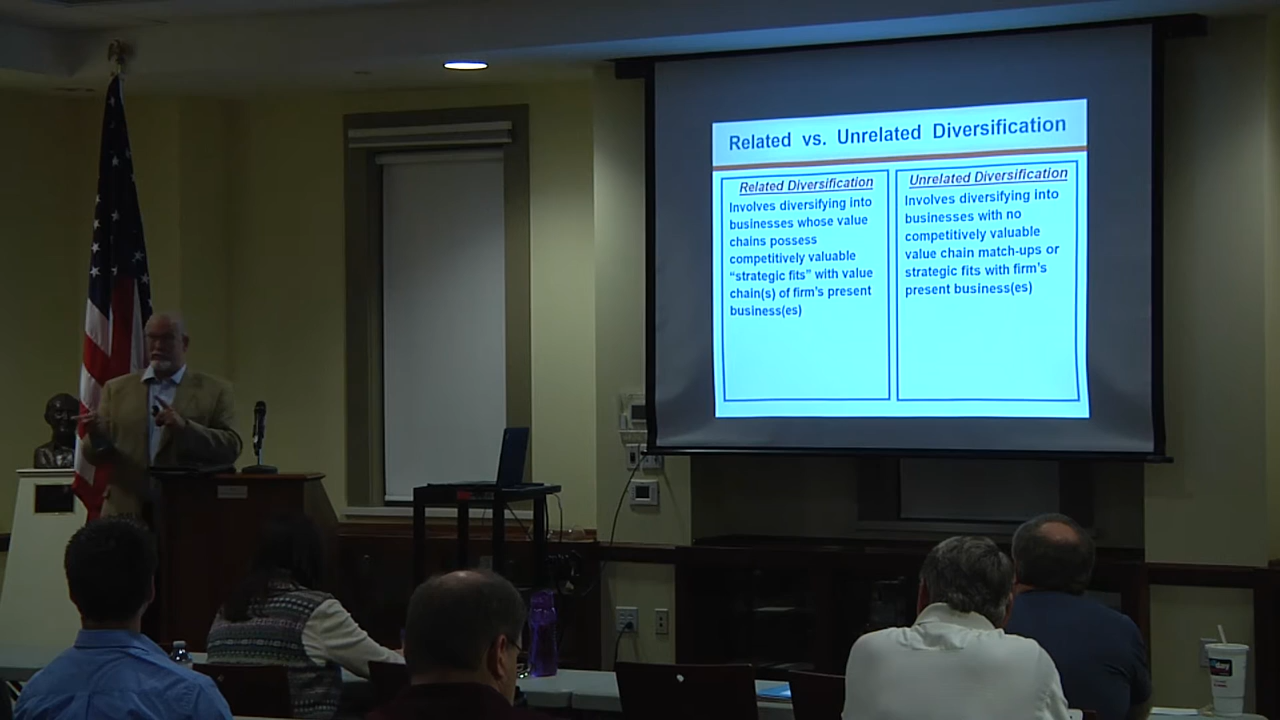 Related vs. Unrelated Diversification
Related Diversification
Involves diversifying into
businesses whose value
chains possess
competitively valuable
“strategic fits” with value
chain(s) of firm's present
business(es)
Unrelated Diversification
Involves diversifying into
businesses with no
competitively valuable
value chain match-ups or
strategic fits with firm's
present business(es)